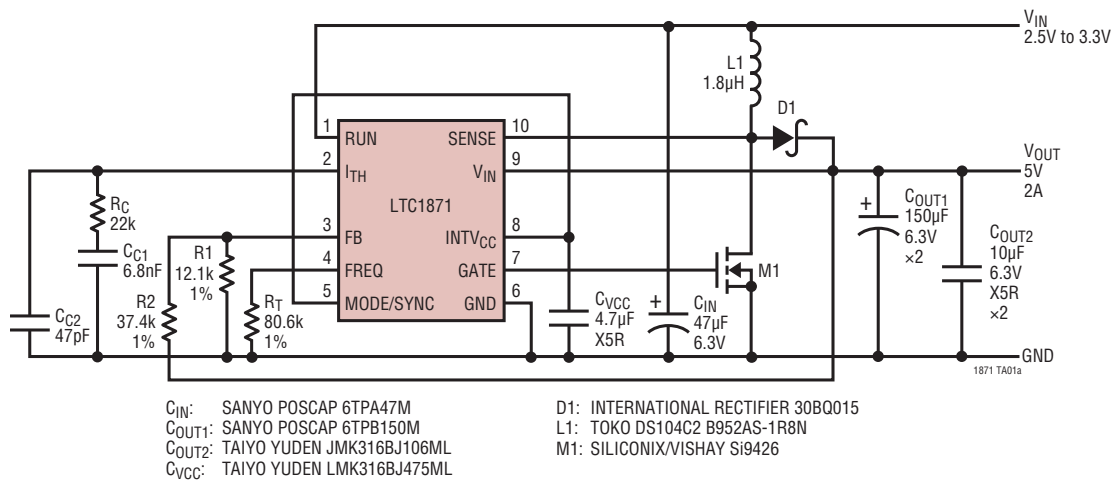 V_IN
2.5V to 3.3V
L1
1.8µH
D1
1
RUN
SENSE
10
2
I_TH
V_IN
9
V_OUT
5V
2A
LTC1871
R_C
22k
C_C1
6.8nF
3
FB
INTV_CC
8
R1
12.1k
1%
4
FREQ
GATE
7
M1
5
MODE/SYNC
GND
6
R2
37.4k
1%
R_T
80.6k
1%
C_C2
47pF
C_VCC
4.7µF
X5R
+
C_IN
47µF
6.3V
+
C_OUT1
150µF
6.3V
×2
C_OUT2
10µF
6.3V
X5R
×2
GND
1871 TA01a
C_IN: SANYO POSCAP 6TPA47M
C_OUT1: SANYO POSCAP 6TPB150M
C_OUT2: TAIYO YUDEN JMK316BJ106ML
C_VCC: TAIYO YUDEN LMK316BJ475ML
D1: INTERNATIONAL RECTIFIER 30BQ015
L1: TOKO DS104C2 B952AS-1R8N
M1: SILICONIX/VISHAY Si9426